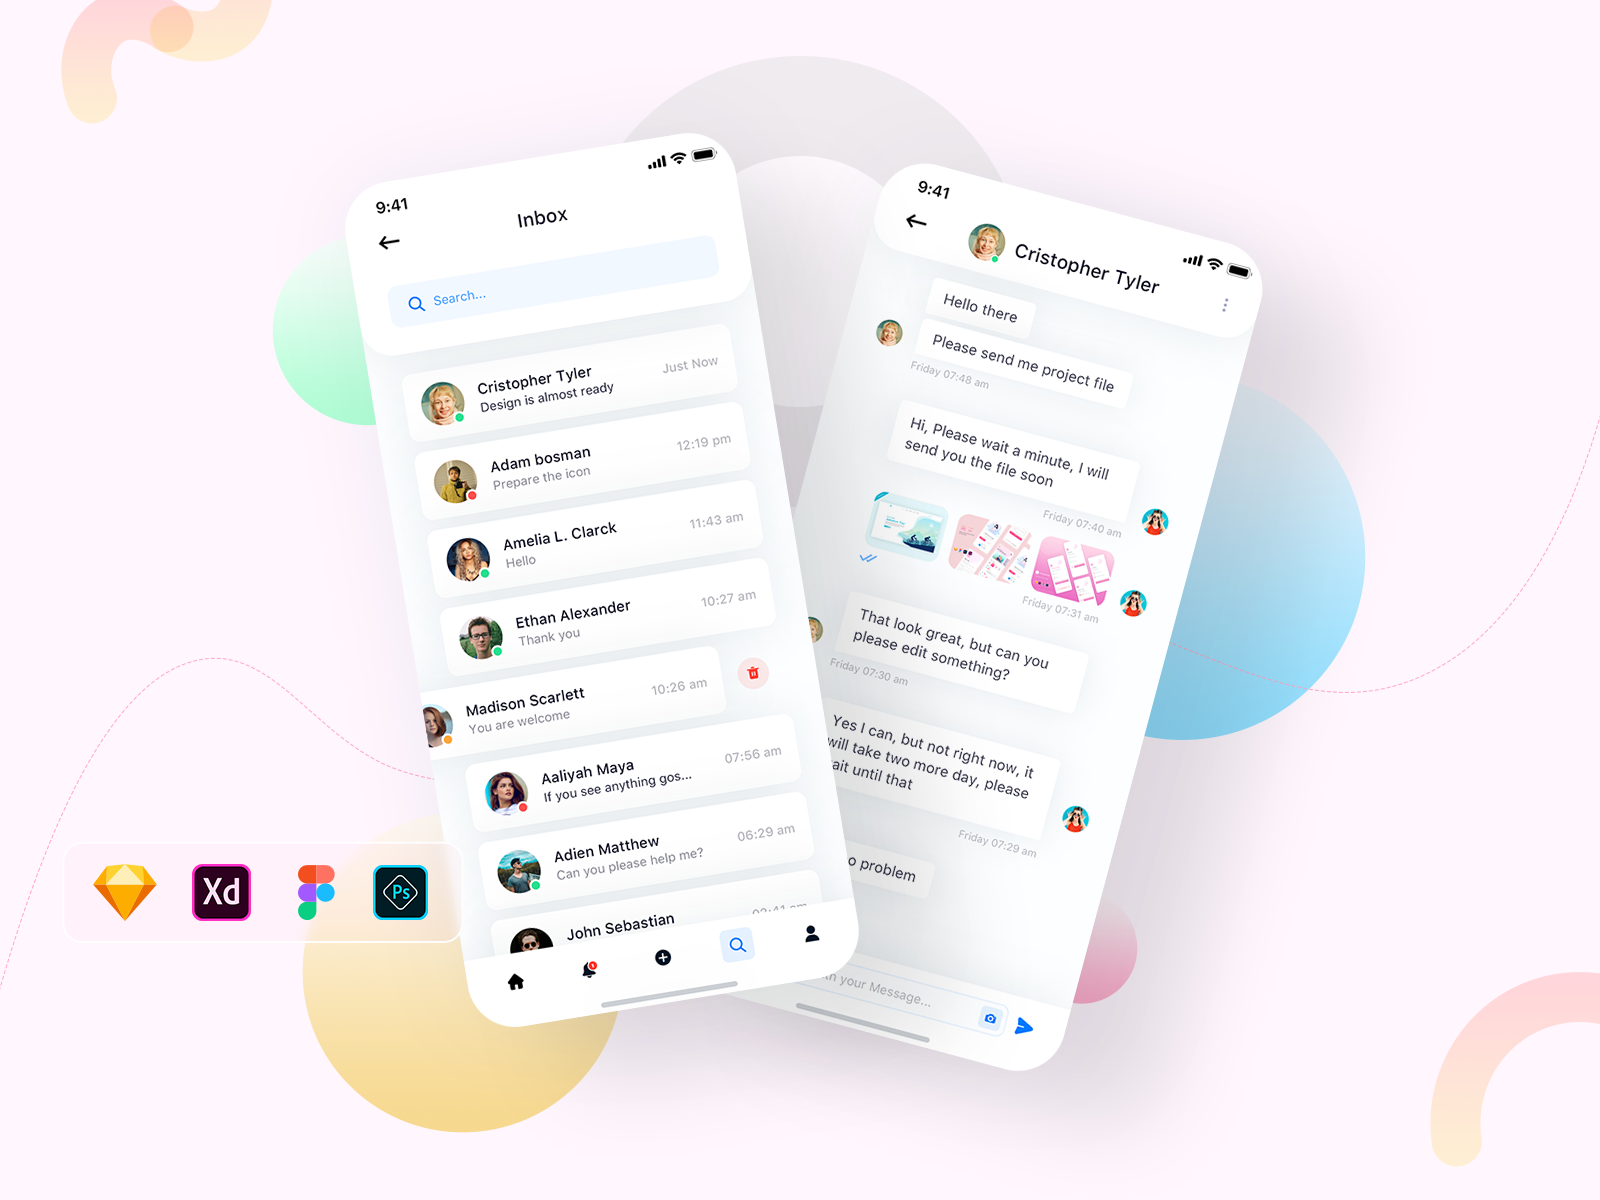 9:41
Inbox
Search...
Cristopher Tyler
Just Now
Design is almost ready
Adam bosman
12:19 pm
Prepare the icon
Amelia L. Clarck
11:43 am
Hello
Ethan Alexander
10:27 am
Thank you
Madison Scarlett
10:26 am
You are welcome
Aaliyah Maya
07:56 am
If you see anything gos...
Adien Matthew
06:29 am
Can you please help me?
John Sebastian
1
9:41
Cristopher Tyler
Hello there
Please send me project file
Friday 07:48 am
Hi, Please wait a minute, I will
send you the file soon
Friday 07:40 am
Friday 07:31 am
That look great, but can you
please edit something?
Friday 07:30 am
Yes I can, but not right now, it
will take two more day, please
ait until that
Friday 07:29 am
o problem
your Message...
Xd
Ps